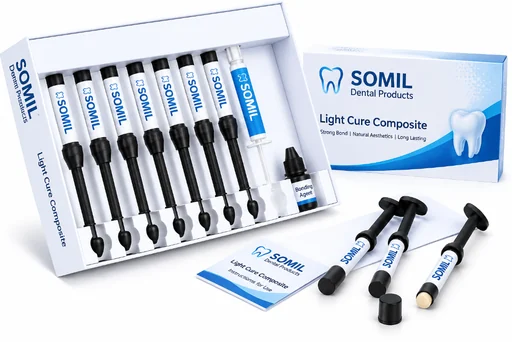 SOMIL
Dental Products
Light Cure Composite
SOMIL
SOMIL
SOMIL
SOMIL
SOMIL
SOMIL
SOMIL
SOMIL
Bonding
Agent
SOMIL
Dental Products
Light Cure Composite
Strong Bond | Natural Aesthetics | Long Lasting
SOMIL
Dental Products
Light Cure Composite
Instructions for Use
SOMIL
SOMIL
SOMIL